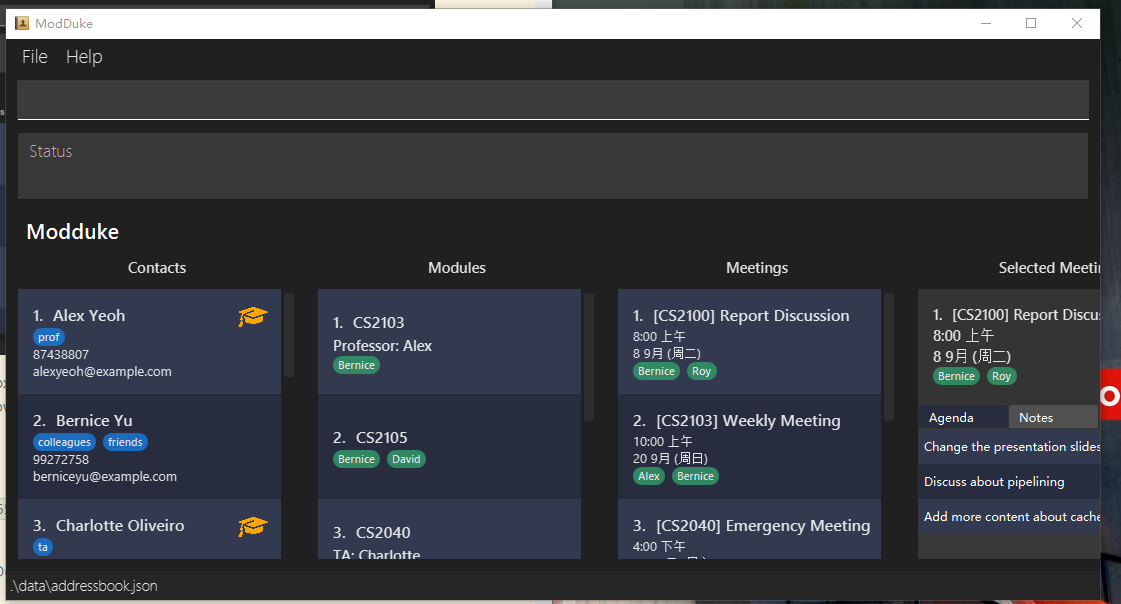 ModDuke
File Help
Status
Modduke
Contacts
1. Alex Yeoh
prof
87438807
alexyeoh@example.com
2. Bernice Yu
colleagues friends
99272758
berniceyu@example.com
3. Charlotte Oliveiro
ta
Modules
1. CS2103
Professor: Alex
Bernice
2. CS2105
Bernice David
3. CS2040
TA: Charlotte
Meetings
1. [CS2100] Report Discussion
8:00 上午
8 9月 (周二)
Bernice Roy
2. [CS2103] Weekly Meeting
10:00 上午
20 9月 (周日)
Alex Bernice
3. [CS2040] Emergency Meeting
4:00 下午
Selected Meeti
1. [CS2100] Report Discu
8:00 上午
8 9月 (周二)
Bernice Roy
Agenda Notes
Change the presentation slides
Discuss about pipelining
Add more content about cache
.\data\addressbook.json